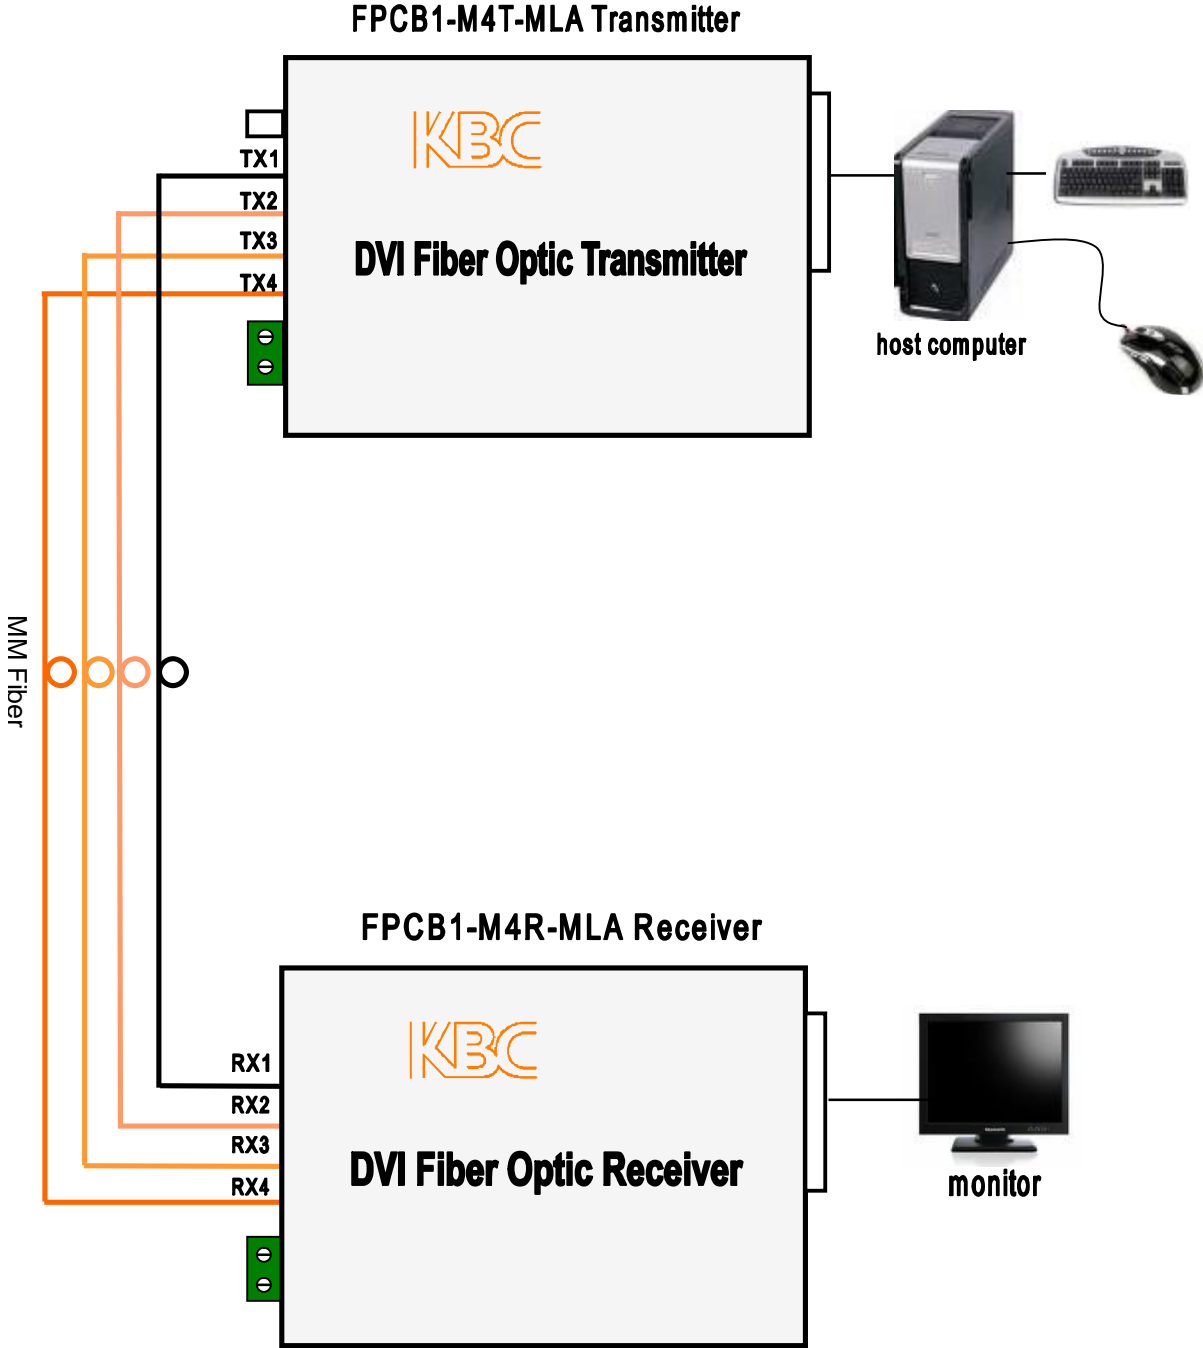 FPCB1-M4T-MLA Transmitter
KBC
TX1
TX2
TX3
TX4
DVI Fiber Optic Transmitter
host computer
MM Fiber
FPCB1-M4R-MLA Receiver
KBC
RX1
RX2
RX3
RX4
DVI Fiber Optic Receiver
monitor